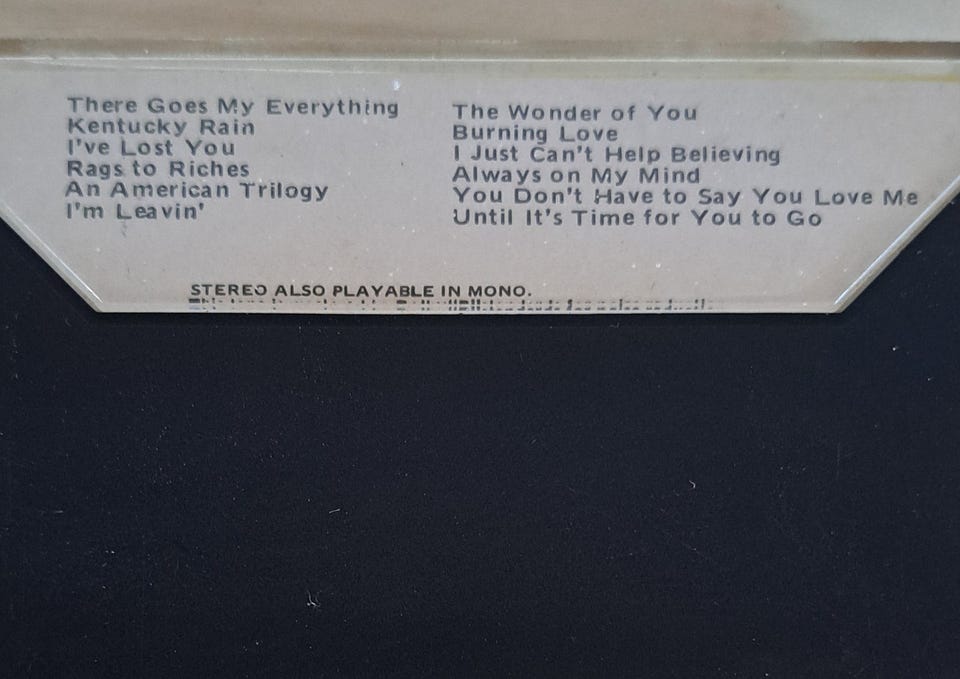 There Goes My Everything
Kentucky Rain
I've Lost You
Rags to Riches
An American Trilogy
I'm Leavin'
The Wonder of You
Burning Love
I Just Can't Help Believing
Always on My Mind
You Don't Have to Say You Love Me
Until It's Time for You to Go
STEREO ALSO PLAYABLE IN MONO.